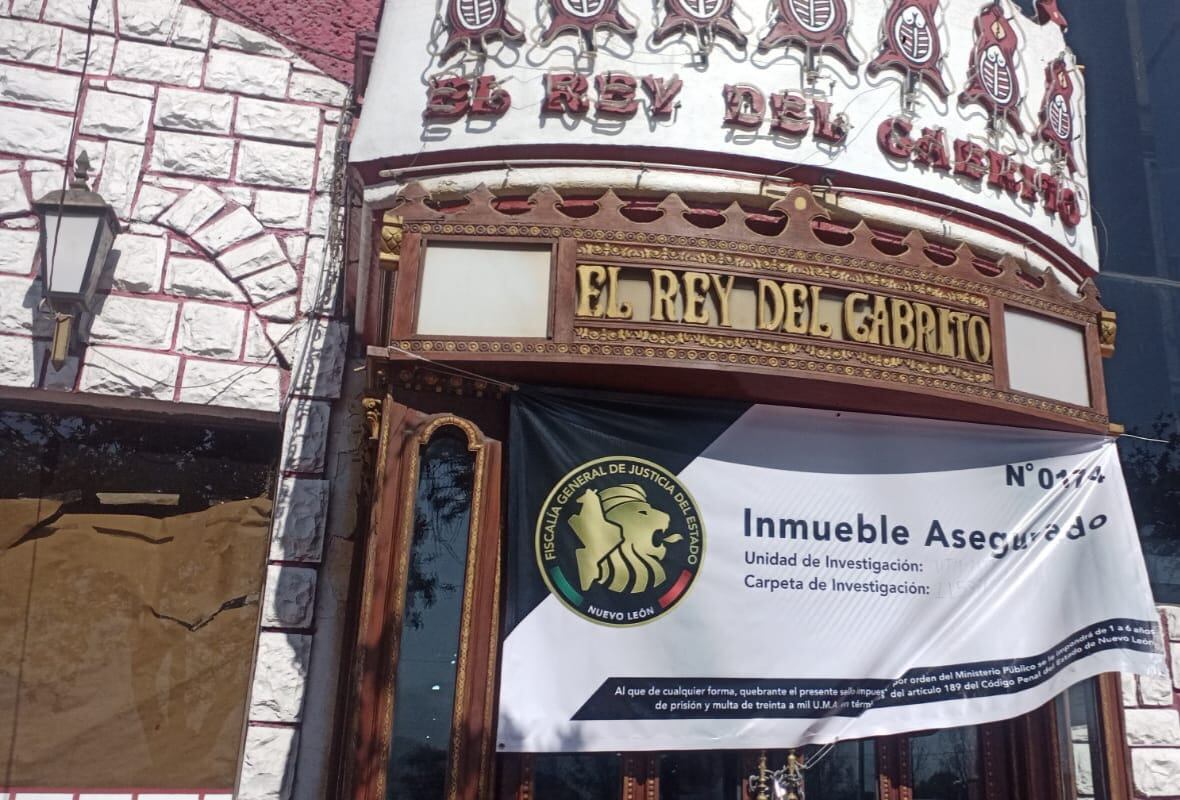 EL REY DEL CABRITO
EL REY DEL CABRITO
N° 0174
Inmueble Asegurado
Unidad de Investigación:
Carpeta de Investigación:
FISCALÍA GENERAL DE JUSTICIA DEL ESTADO
NUEVO LEÓN
Al que de cualquier forma, quebrante el presente sello impues por orden del Ministerio Público se le impondrá de 1 a 6 años
de prisión y multa de treinta a mil U.M.A en térm del artículo 189 del Código Penal del Estado de Nuevo León